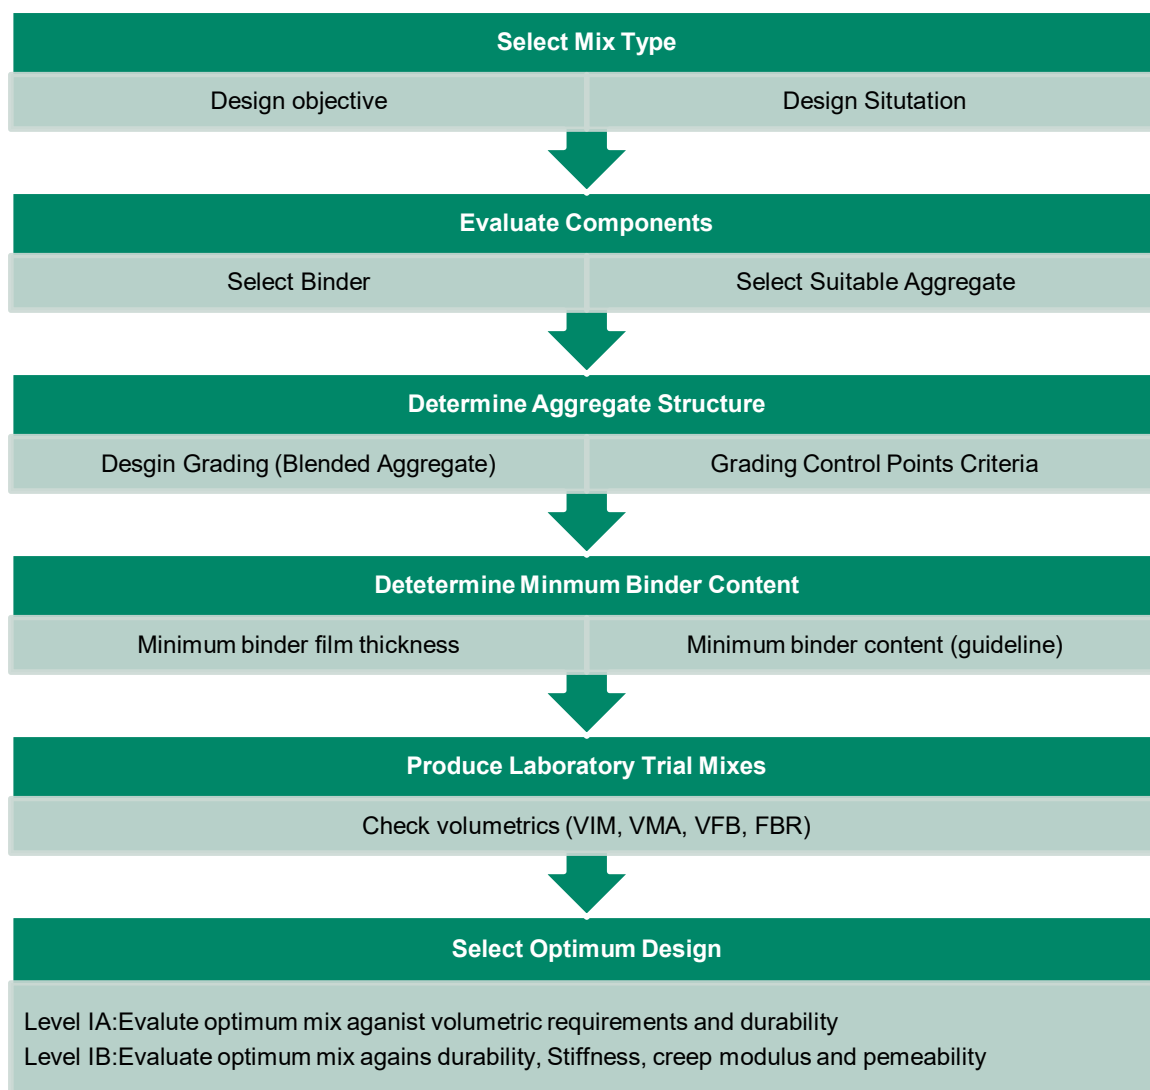 Select Mix Type
Design objective
Design Situtation
Evaluate Components
Select Binder
Select Suitable Aggregate
Determine Aggregate Structure
Desgin Grading (Blended Aggregate)
Grading Control Points Criteria
Detetermine Minmum Binder Content
Minimum binder film thickness
Minimum binder content (guideline)
Produce Laboratory Trial Mixes
Check volumetrics (VIM, VMA, VFB, FBR)
Select Optimum Design
Level IA:Evalute optimum mix aganist volumetric requirements and durability
Level IB:Evaluate optimum mix agains durability, Stiffness, creep modulus and pemeability